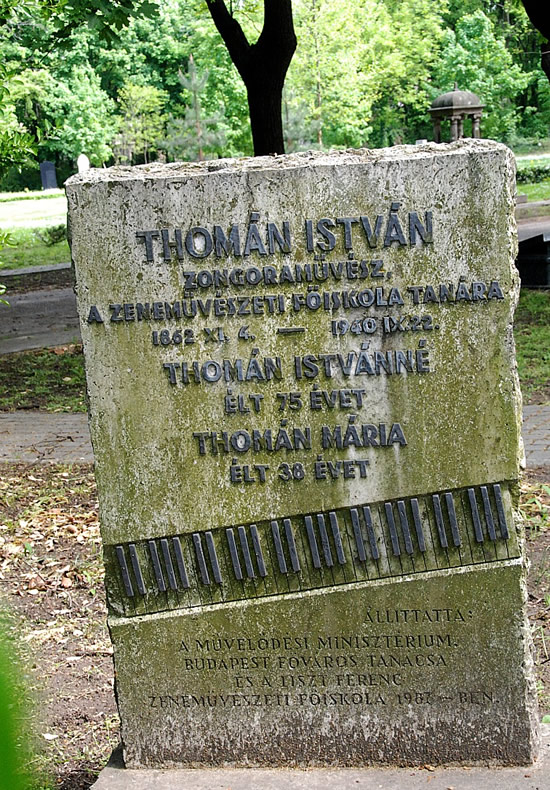 THOMÁN ISTVÁN
ZONGORAMŰVÉSZ,
A ZENEMŰVÉSZETI FŐISKOLA TANÁRA
1862 XI. 4. — 1940 IX. 22.
THOMÁN ISTVÁNNÉ
ÉLT 75 ÉVET
THOMÁN MÁRIA
ÉLT 38 ÉVET
ÁLLÍTTATTA:
A MŰVELŐDÉSI MINISZTÉRIUM,
BUDAPEST FŐVÁROS TANÁCSA
ÉS A LISZT FERENC
ZENEMŰVÉSZETI FŐISKOLA 1987 — BEN.